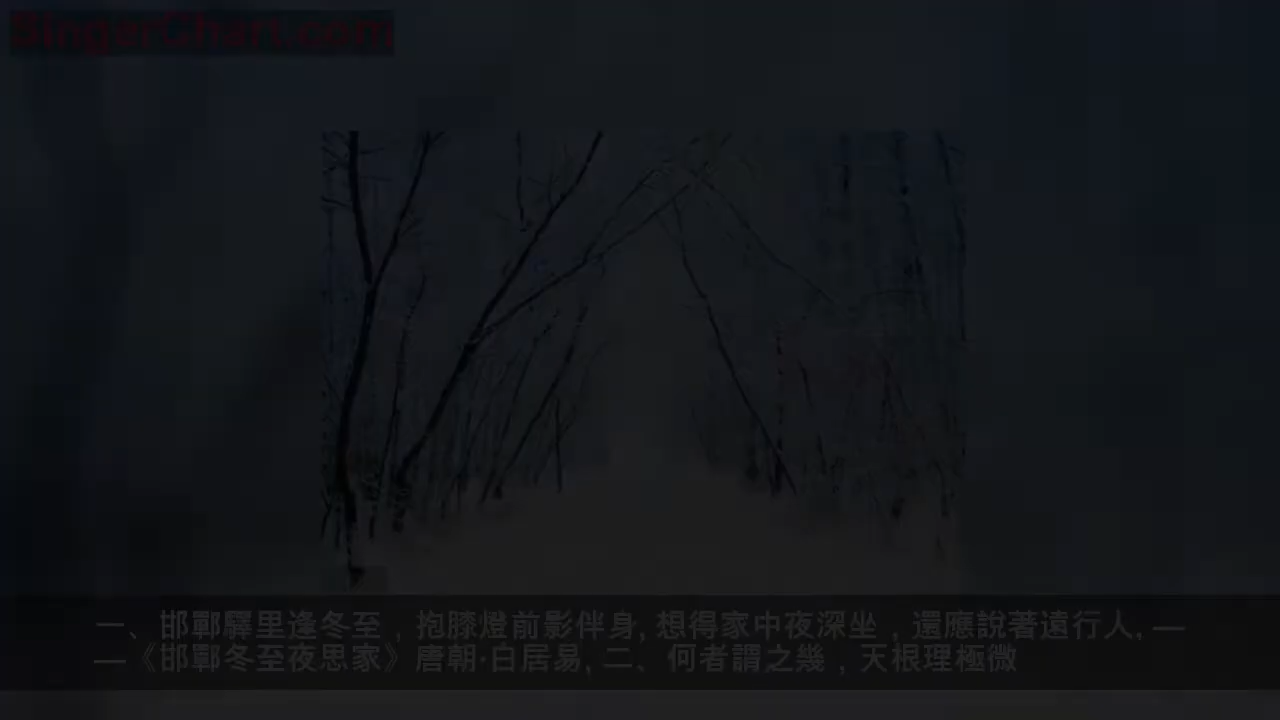 SingerChart.com
一、邯鄲驛里逢冬至，抱膝燈前影伴身, 想得家中夜深坐，還應說著遠行人, —
—《邯鄲冬至夜思家》唐朝·白居易, 二、何者謂之幾，天根理極微